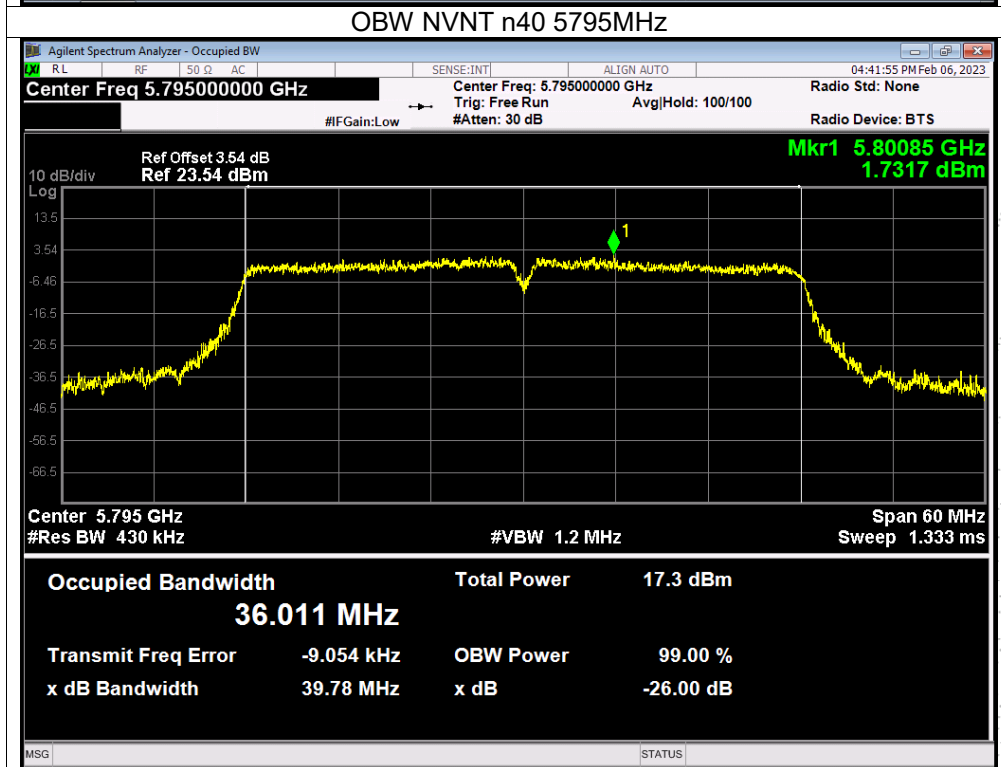 OBW NVNT n40 5795MHz
Agilent Spectrum Analyzer - Occupied BW
LXI RL RF 50 Ω AC SENSE:INT ALIGN AUTO 04:41:55 PM Feb 06, 2023
Center Freq 5.795000000 GHz Center Freq: 5.795000000 GHz Radio Std: None
Trig: Free Run Avg|Hold: 100/100
#IFGain:Low #Atten: 30 dB Radio Device: BTS
Mkr1 5.80085 GHz
1.7317 dBm
Ref Offset 3.54 dB
10 dB/div Ref 23.54 dBm
Log
13.5
1
3.54
-6.46
-16.5
-26.5
-36.5
-46.5
-56.5
-66.5
Center 5.795 GHz Span 60 MHz
#Res BW 430 kHz #VBW 1.2 MHz Sweep 1.333 ms
Occupied Bandwidth Total Power 17.3 dBm
36.011 MHz
Transmit Freq Error -9.054 kHz OBW Power 99.00 %
x dB Bandwidth 39.78 MHz x dB -26.00 dB
MSG STATUS